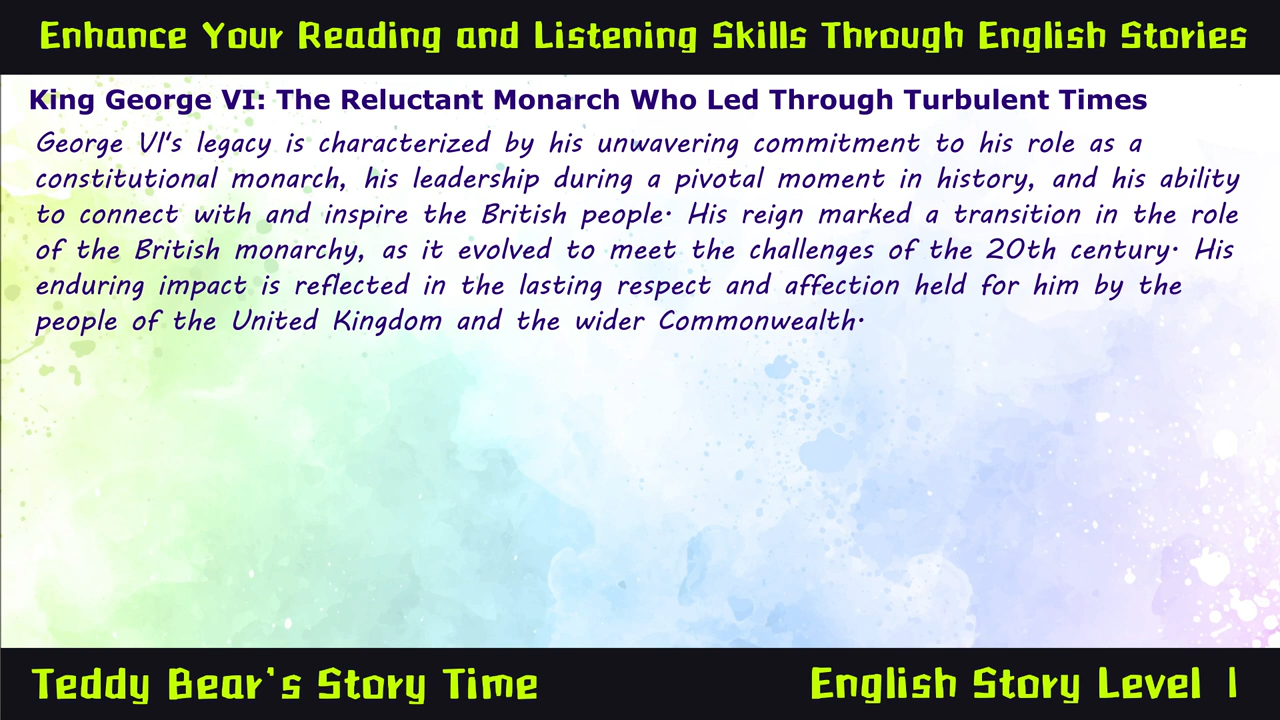 Enhance Your Reading and Listening Skills Through English Stories
King George VI: The Reluctant Monarch Who Led Through Turbulent Times
George VI's legacy is characterized by his unwavering commitment to his role as a
constitutional monarch, his leadership during a pivotal moment in history, and his ability
to connect with and inspire the British people. His reign marked a transition in the role
of the British monarchy, as it evolved to meet the challenges of the 20th century. His
enduring impact is reflected in the lasting respect and affection held for him by the
people of the United Kingdom and the wider Commonwealth.
Teddy Bear's Story Time
English Story Level 1